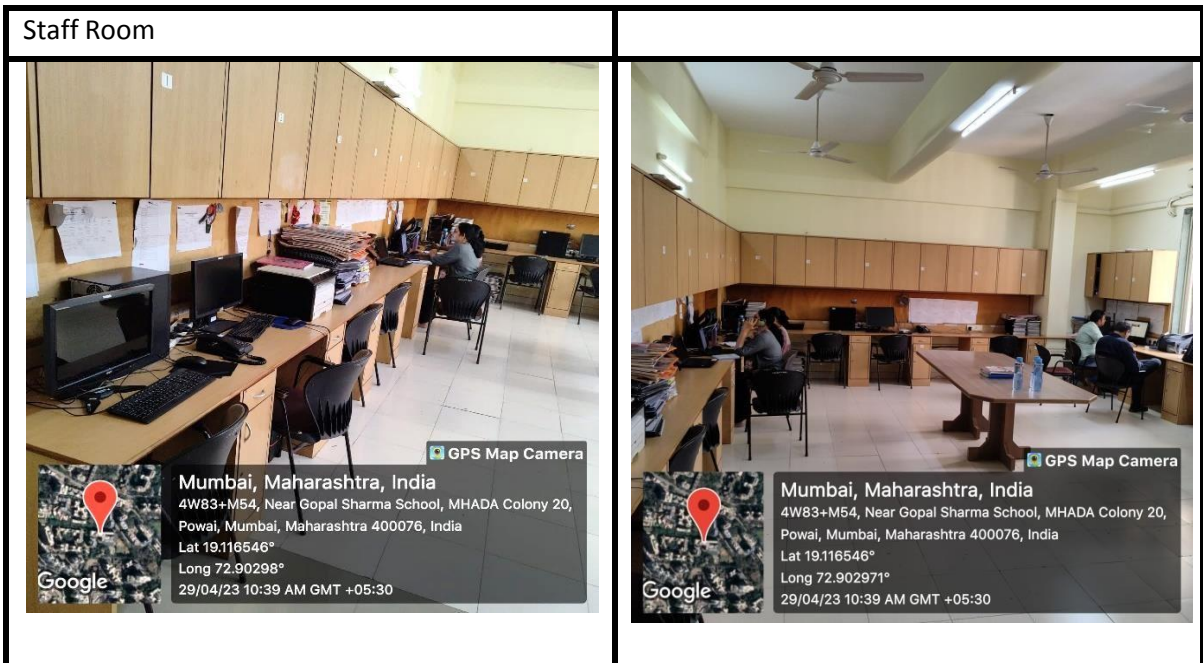 Staff Room
GPS Map Camera
Mumbai, Maharashtra, India
4W83+M54, Near Gopal Sharma School, MHADA Colony 20,
Powai, Mumbai, Maharashtra 400076, India
Lat 19.116546°
Long 72.90298°
29/04/23 10:39 AM GMT +05:30
Google
GPS Map Camera
Mumbai, Maharashtra, India
4W83+M54, Near Gopal Sharma School, MHADA Colony 20,
Powai, Mumbai, Maharashtra 400076, India
Lat 19.116546°
Long 72.902971°
29/04/23 10:39 AM GMT +05:30
Google